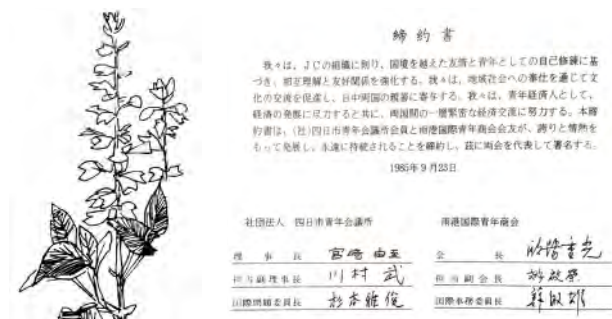 締約書
我々は、JCの組織に則り、国境を越えた友情と青年としての自己修練に基
づき、相互理解と友好関係を強化する。我々は、地域社会への奉仕を通じて文
化の交流を促進し、日中両国の親善に寄与する。我々は、青年経済人として、
経済の発展に尽力すると共に、両国間の一層緊密な経済交流に努力する。本締
約書は、(社)四日市青年会議所会員と南港国際青年商会会友が、誇りと情熱を
もって発展し、永遠に持続されることを締約し、茲に両会を代表して署名する。
1985年9月23日
社団法人 四日市青年会議所
理事長 宮崎由至
担当副理事長 川村武
国際問題委員長 杉本雅俊
南港国際青年商会
会長
担当副会長
国際事務委員長 蘇